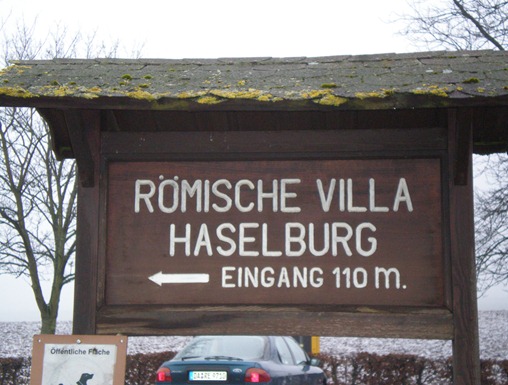 RÖMISCHE VILLA
HASELBURG
← EINGANG 110 m.
Öffentliche Fläche